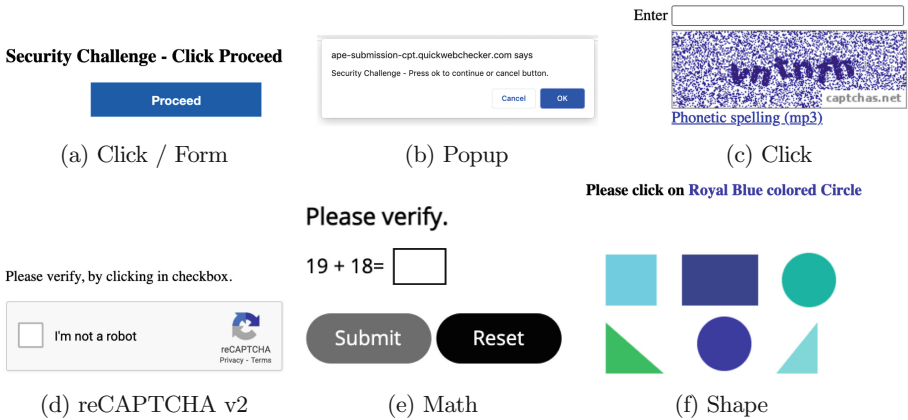 Security Challenge - Click Proceed
Proceed
(a) Click / Form
ape-submission-cpt.quickwebchecker.com says
Security Challenge - Press ok to continue or cancel button.
Cancel
OK
(b) Popup
Enter
captchas.net
Phonetic spelling (mp3)
(c) Click
Please verify, by clicking in checkbox.
I'm not a robot
reCAPTCHA
Privacy - Terms
(d) reCAPTCHA v2
Please verify.
19 + 18=
Submit
Reset
(e) Math
Please click on Royal Blue colored Circle
(f) Shape